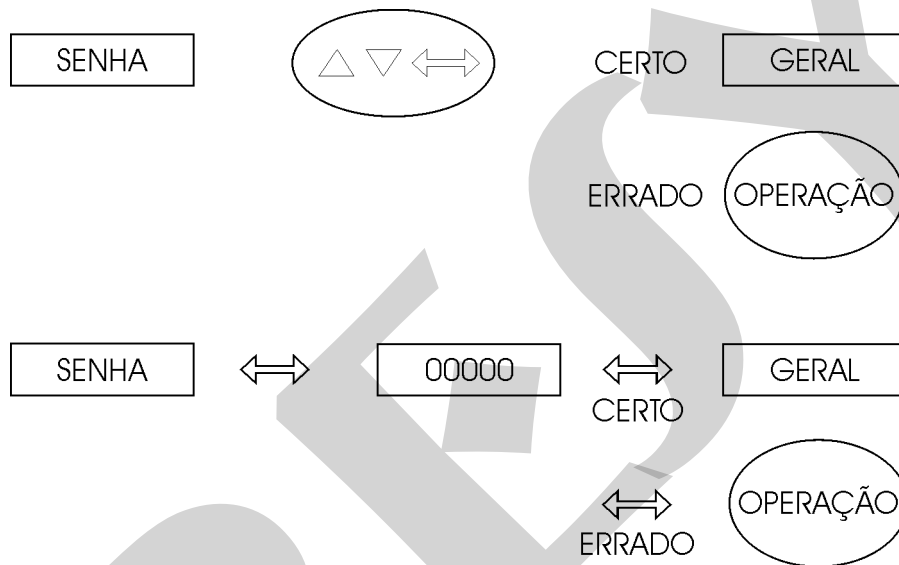 SENHA CERTO GERAL
ERRADO OPERAÇÃO
SENHA 00000 GERAL
CERTO
OPERAÇÃO
ERRADO